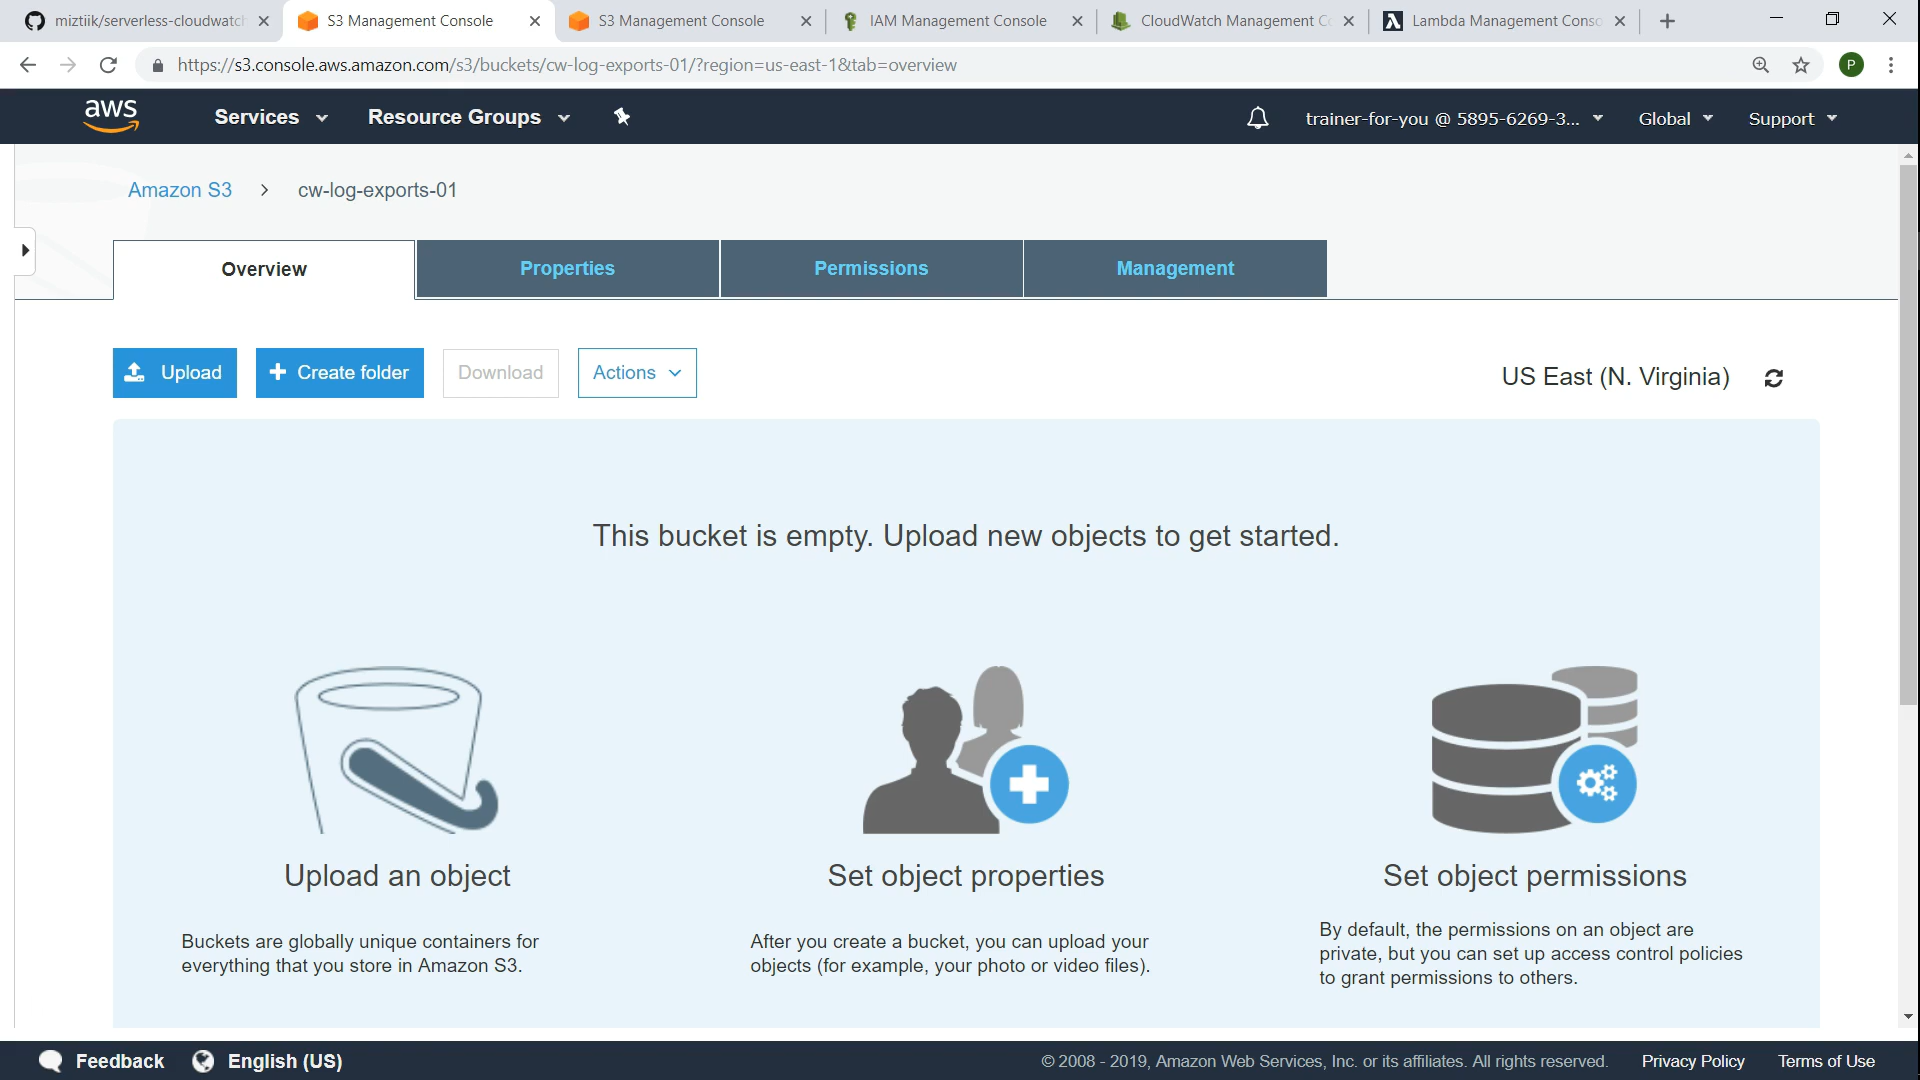 miztiik/serverless-cloudwatch
S3 Management Console
S3 Management Console
IAM Management Console
CloudWatch Management Co
Lambda Management Conso
https://s3.console.aws.amazon.com/s3/buckets/cw-log-exports-01/?region=us-east-1&tab=overview
P
aws
Services
Resource Groups
trainer-for-you @ 5895-6269-3...
Global
Support
Amazon S3 > cw-log-exports-01
Overview
Properties
Permissions
Management
Upload
Create folder
Download
Actions
US East (N. Virginia)
This bucket is empty. Upload new objects to get started.
Upload an object
Buckets are globally unique containers for
everything that you store in Amazon S3.
Set object properties
After you create a bucket, you can upload your
objects (for example, your photo or video files).
Set object permissions
By default, the permissions on an object are
private, but you can set up access control policies
to grant permissions to others.
Feedback
English (US)
© 2008 - 2019, Amazon Web Services, Inc. or its affiliates. All rights reserved.
Privacy Policy
Terms of Use